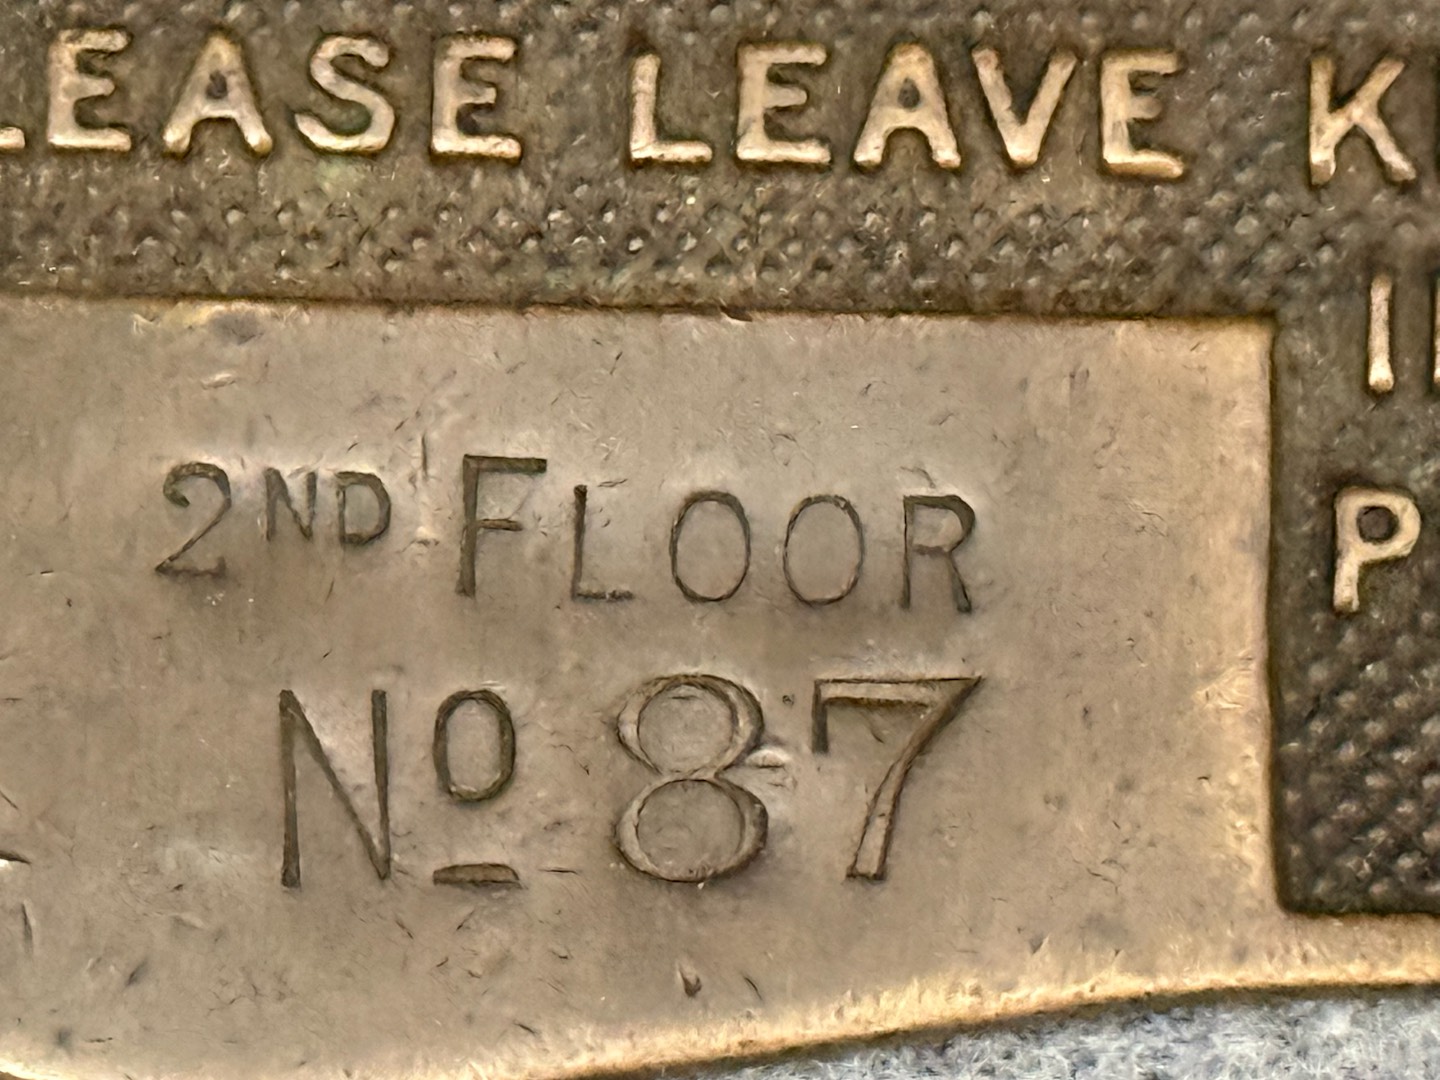 LEASE LEAVE K
2ND FLOOR
No 87
P